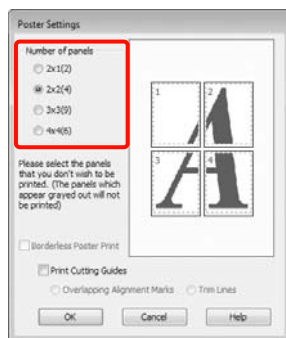 Poster Settings
Number of panels
2x1(2)
2x2(4)
3x3(9)
4x4(6)
1
2
3
4
Please select the panels
that you don't wish to be
printed. (The panels which
appear grayed out will not
be printed)
Borderless Poster Print
Print Cutting Guides
Overlapping Alignment Marks
Trim Lines
OK
Cancel
Help